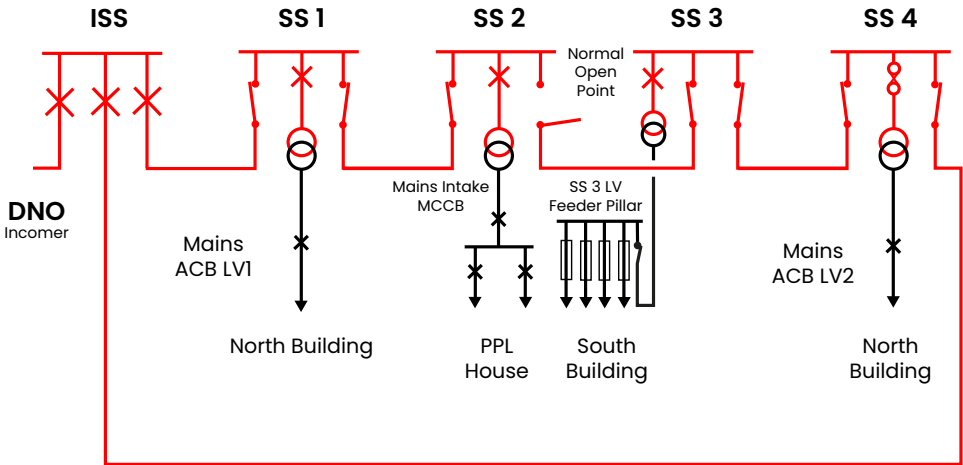 ISS
SS 1
SS 2
SS 3
SS 4
Normal
Open
Point
DNO
Incomer
Mains
ACB LV1
Mains Intake
MCCB
SS 3 LV
Feeder Pillar
Mains
ACB LV2
North Building
PPL
House
South
Building
North
Building